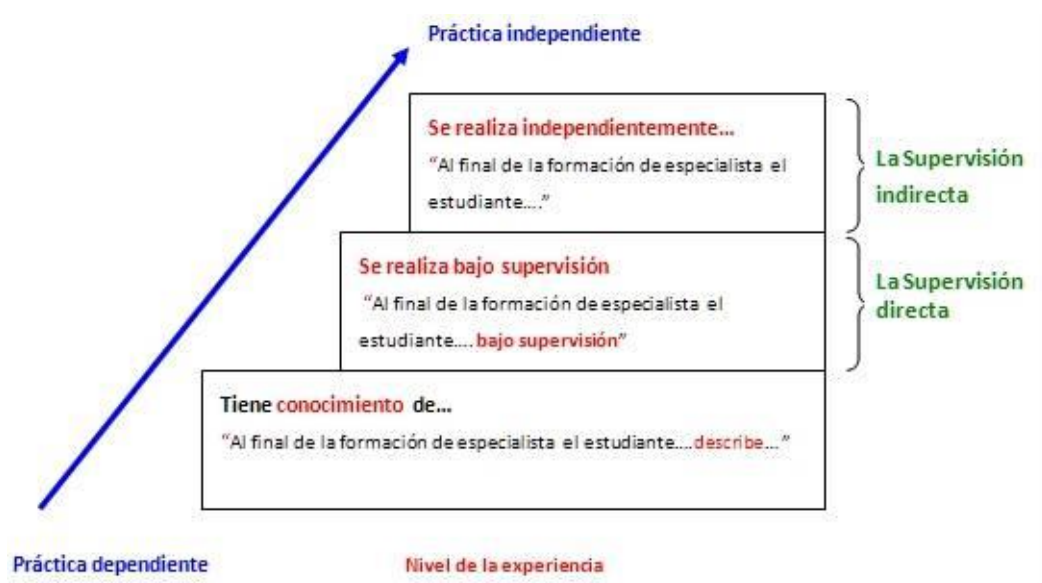 Práctica independiente
Se realiza independientemente...
“Al final de la formación de especialista el
estudiante....”
La Supervisión
indirecta
Se realiza bajo supervisión
“Al final de la formación de especialista el
estudiante.... bajo supervisión”
La Supervisión
directa
Tiene conocimiento de...
“Al final de la formación de especialista el estudiante....describe...”
Práctica dependiente
Nivel de la experiencia